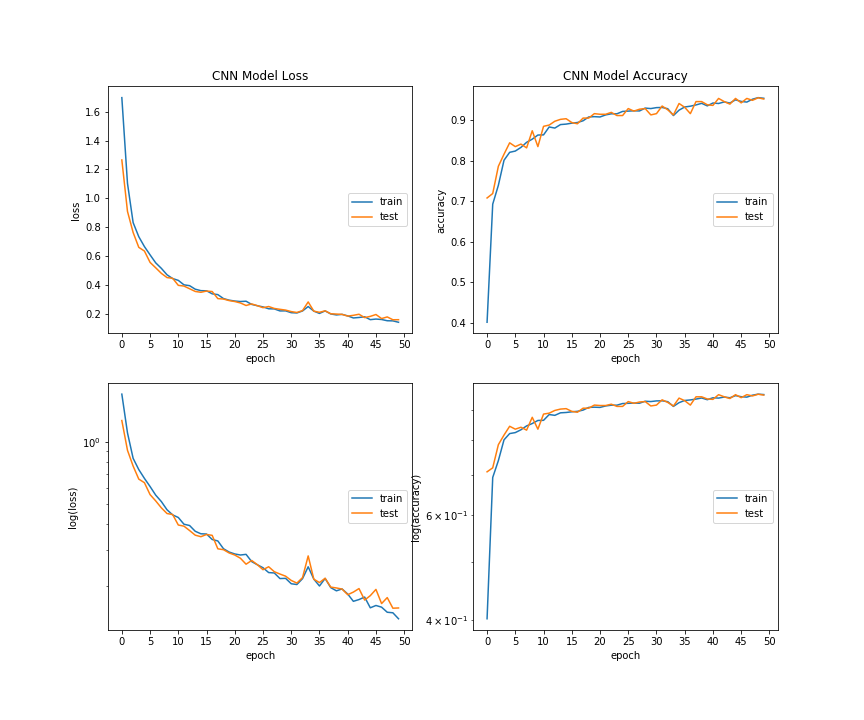 CNN Model Loss
1.6
1.4
1.2
1.0
0.8
0.6
0.4
0.2
loss
train
test
0 5 10 15 20 25 30 35 40 45 50
epoch
CNN Model Accuracy
0.9
0.8
0.7
0.6
0.5
0.4
accuracy
train
test
0 5 10 15 20 25 30 35 40 45 50
epoch
10⁰
log(loss)
train
test
0 5 10 15 20 25 30 35 40 45 50
epoch
6 × 10⁻¹
4 × 10⁻¹
log(accuracy)
train
test
0 5 10 15 20 25 30 35 40 45 50
epoch